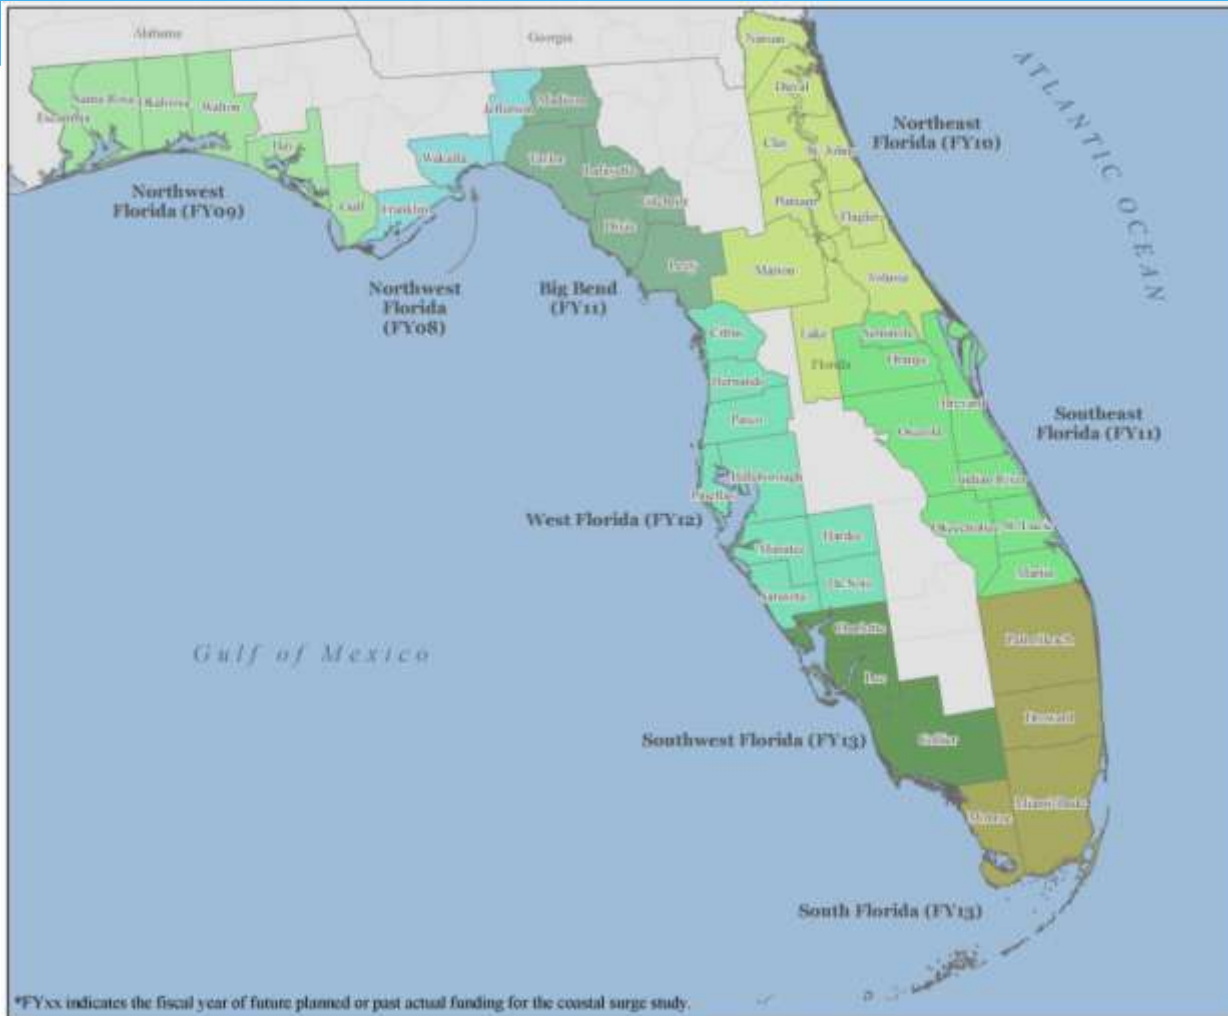 Alabama
Georgia
Nassau
Duval
Clay
St. Johns
Putnam
Flagler
Marion
Volusia
Lake
Florida
Northeast
Florida (FY10)
ATLANTIC OCEAN
Escambia
Santa Rosa
Okaloosa
Walton
Bay
Gulf
Northwest
Florida (FY09)
Jefferson
Wakulla
Franklin
Northwest
Florida
(FY08)
Madison
Taylor
Lafayette
Gilchrist
Dixie
Levy
Big Bend
(FY11)
Seminole
Orange
Brevard
Osceola
Indian River
Okeechobee
St. Lucie
Martin
Southeast
Florida (FY11)
Citrus
Hernando
Pasco
Hillsborough
Pinellas
Manatee
Hardee
Sarasota
DeSoto
West Florida (FY12)
Gulf of Mexico
Charlotte
Lee
Collier
Southwest Florida (FY13)
Palm Beach
Broward
Miami-Dade
Monroe
South Florida (FY13)
*FYxx indicates the fiscal year of future planned or past actual funding for the coastal surge study.